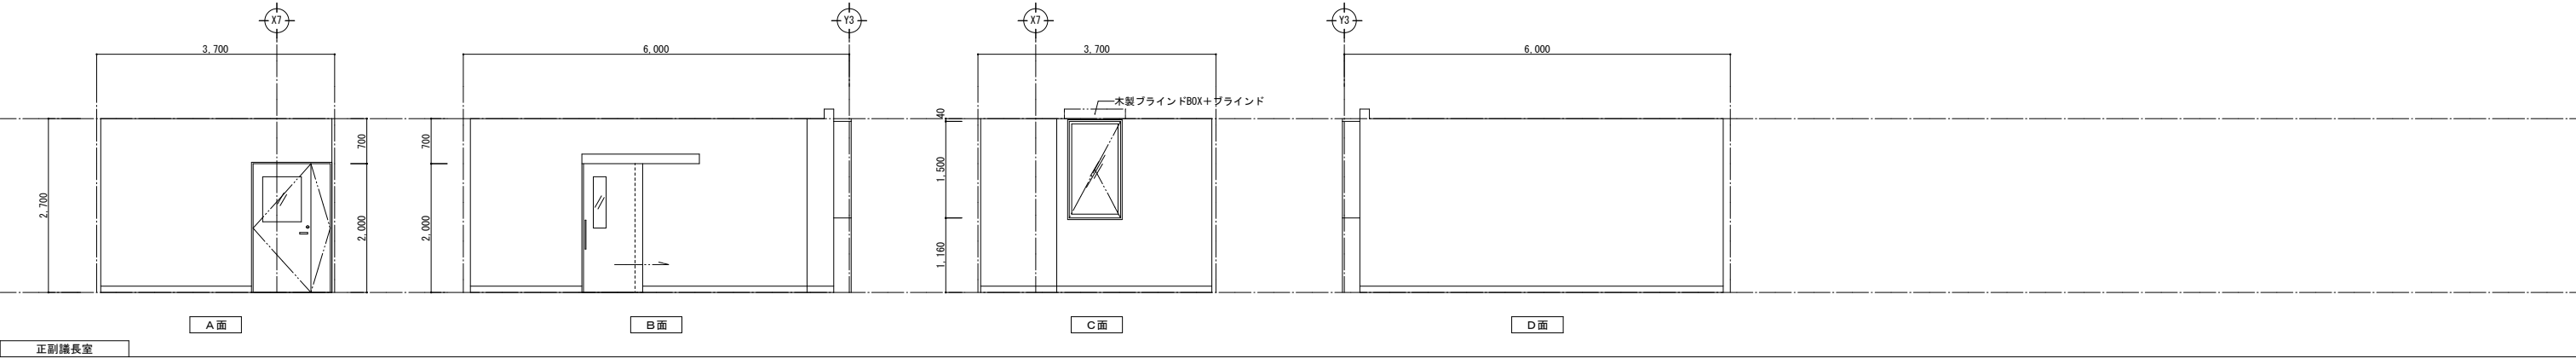 X7
Y3
X7
Y3
3,700
6,000
3,700
6,000
木製ブラインドBOX+ブラインド
2,700
700
2,000
700
2,000
40
1,500
1,160
A面
B面
C面
D面
正副議長室